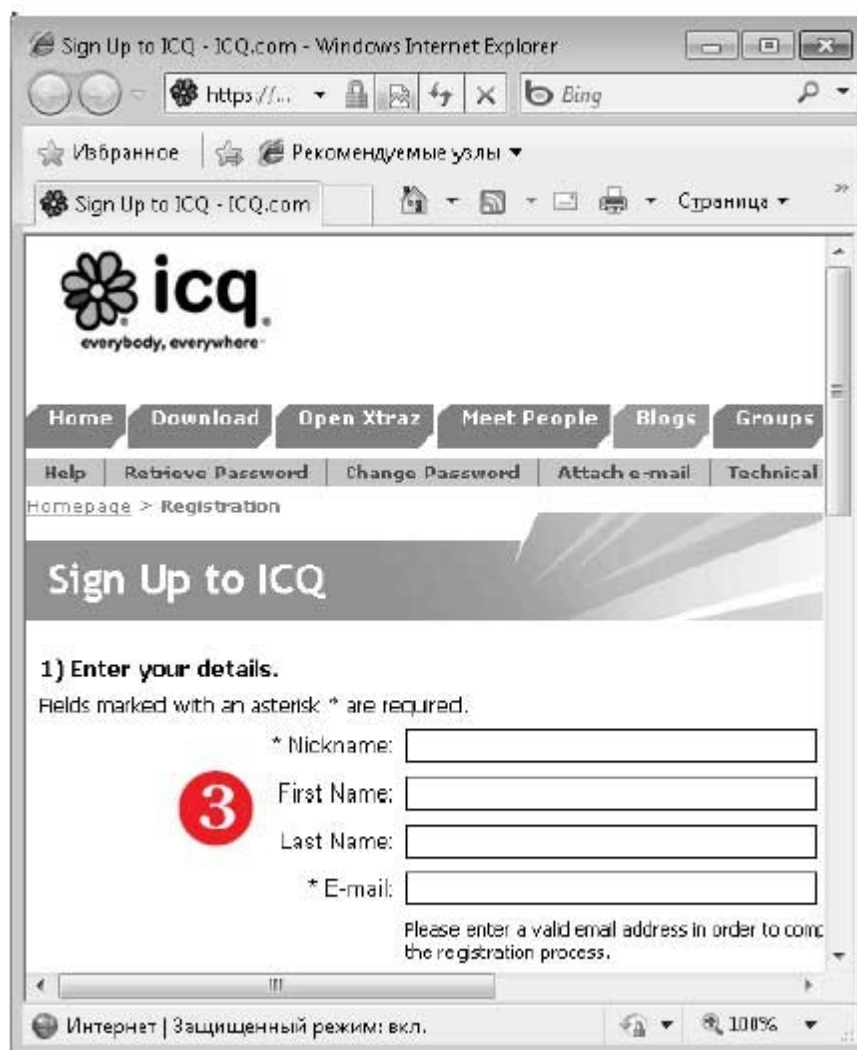 Sign Up to ICQ - ICQ.com - Windows Internet Explorer
https://... Bing
Избранное Рекомендуемые узлы
Sign Up to ICQ - ICQ.com Страница »
icq
everybody, everywhere
Home Download Open Xtraz Meet People Blogs Groups
Help Retrieve Password Change Password Attach e-mail Technical
Homepage > Registration
Sign Up to ICQ
1) Enter your details.
Fields marked with an asterisk * are required.
* Nickname:
3 First Name:
Last Name:
* E-mail:
Please enter a valid email address in order to comp
the registration process.
Интернет | Защищенный режим: вкл. 100%